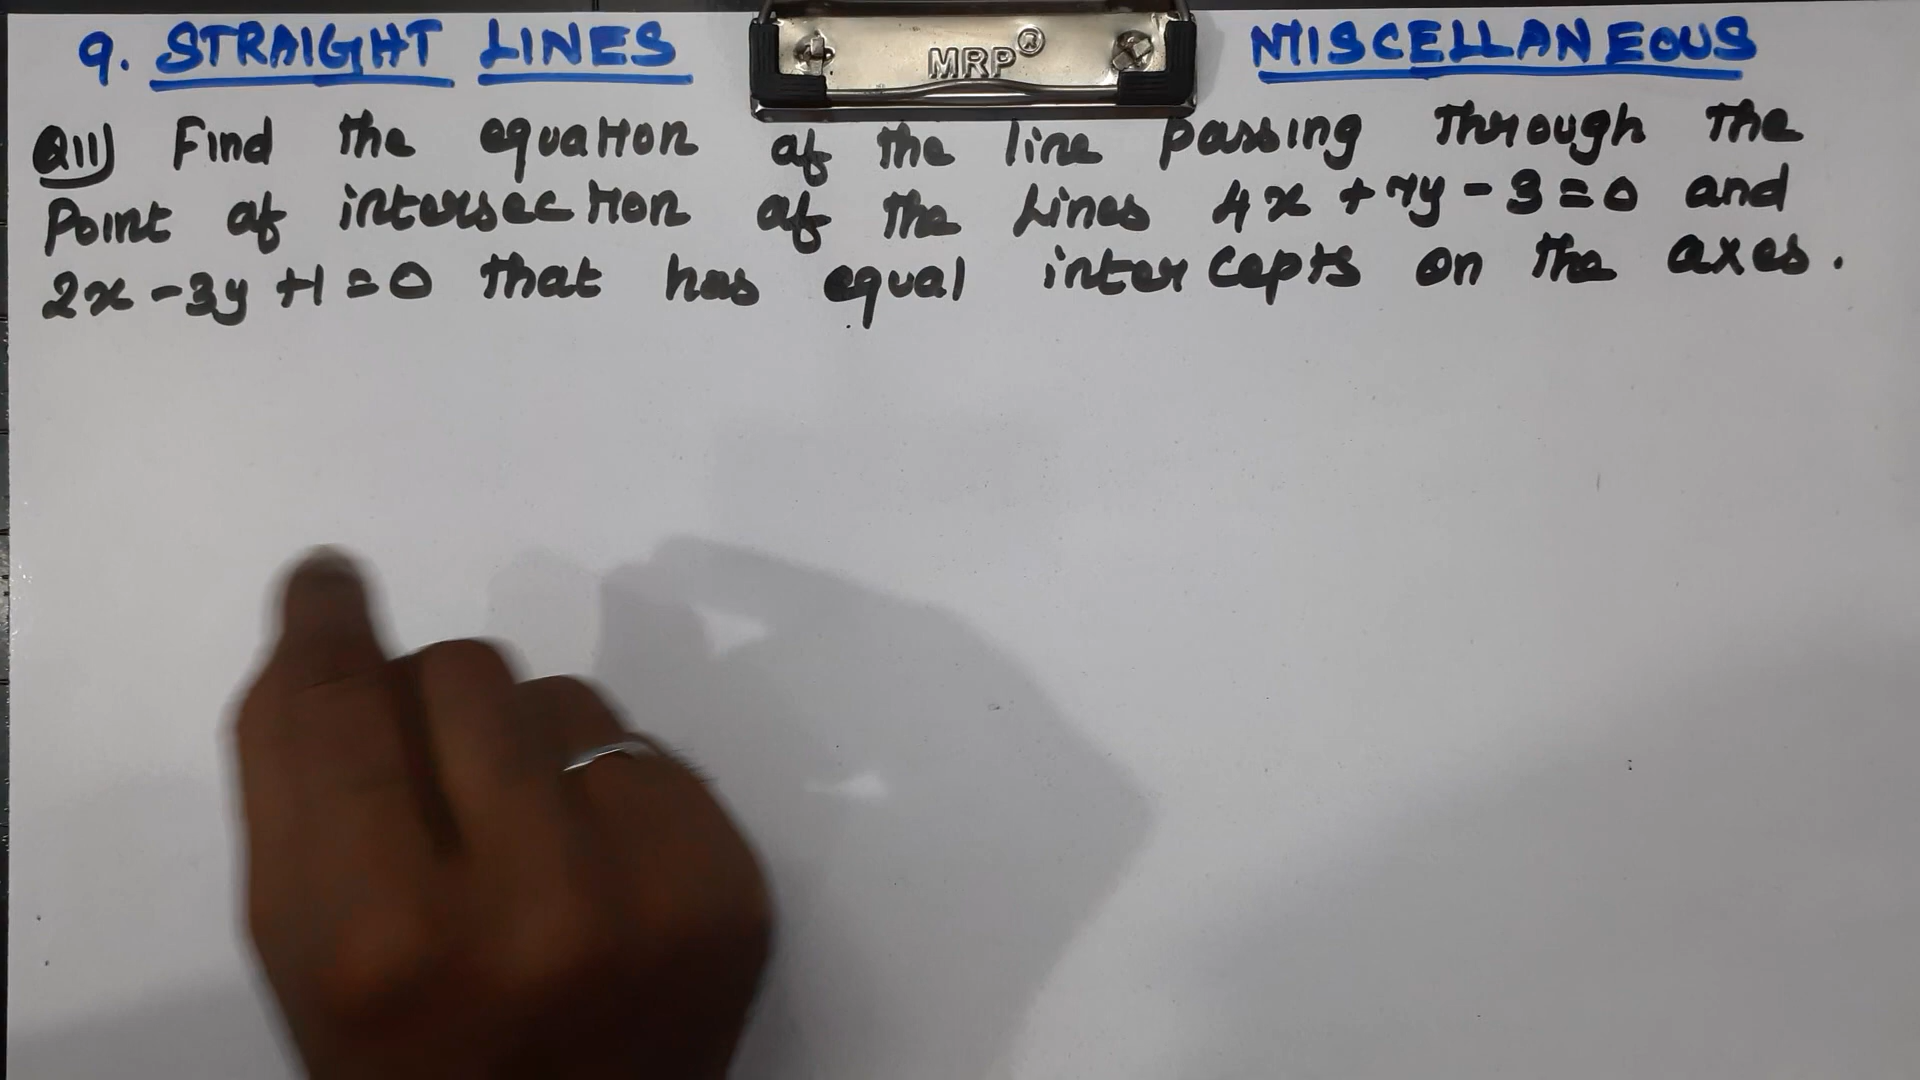 9. STRAIGHT LINES MRP® MISCELLANEOUS
Q11) Find the equation of the line passing through the
Point of intersection of the Lines 4x + 7y - 3 = 0 and
2x - 3y + 1 = 0 that has equal intercepts on the axes.